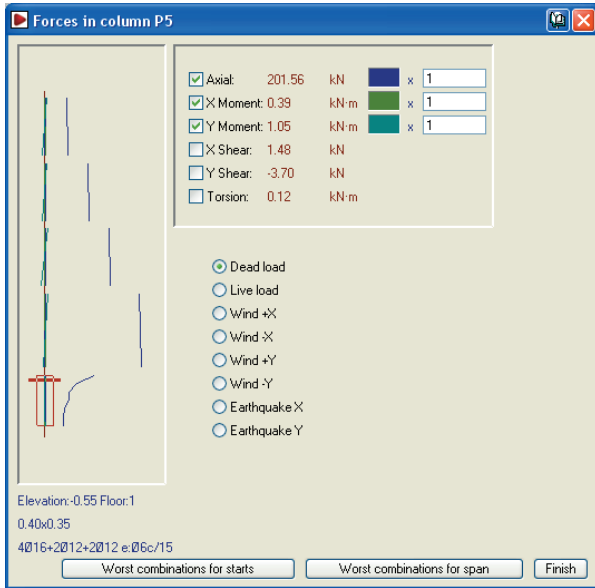 Forces in column P5
Axial: 201.56 kN x 1
X Moment: 0.39 kN·m x 1
Y Moment: 1.05 kN·m x 1
X Shear: 1.48 kN
Y Shear: -3.70 kN
Torsion: 0.12 kN·m
Dead load
Live load
Wind +X
Wind -X
Wind +Y
Wind -Y
Earthquake X
Earthquake Y
Elevation:-0.55 Floor:1
0.40x0.35
4Ø16+2Ø12+2Ø12 e:Ø6c/15
Worst combinations for starts Worst combinations for span Finish